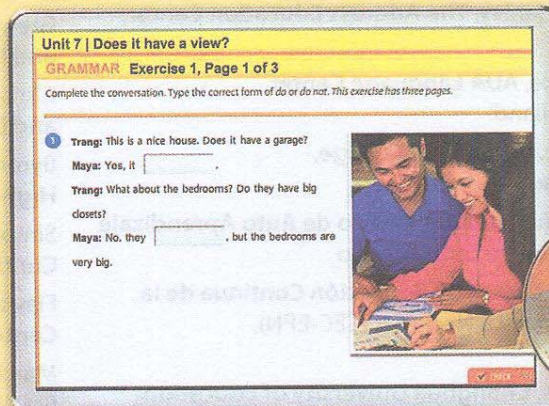 Unit 7 | Does it have a view?
GRAMMAR Exercise 1, Page 1 of 3
Complete the conversation. Type the correct form of do or do not. This exercise has three pages.
1 Trang: This is a nice house. Does it have a garage?
Maya: Yes, it .
Trang: What about the bedrooms? Do they have big
closets?
Maya: No. they , but the bedrooms are
very big.
CHECK